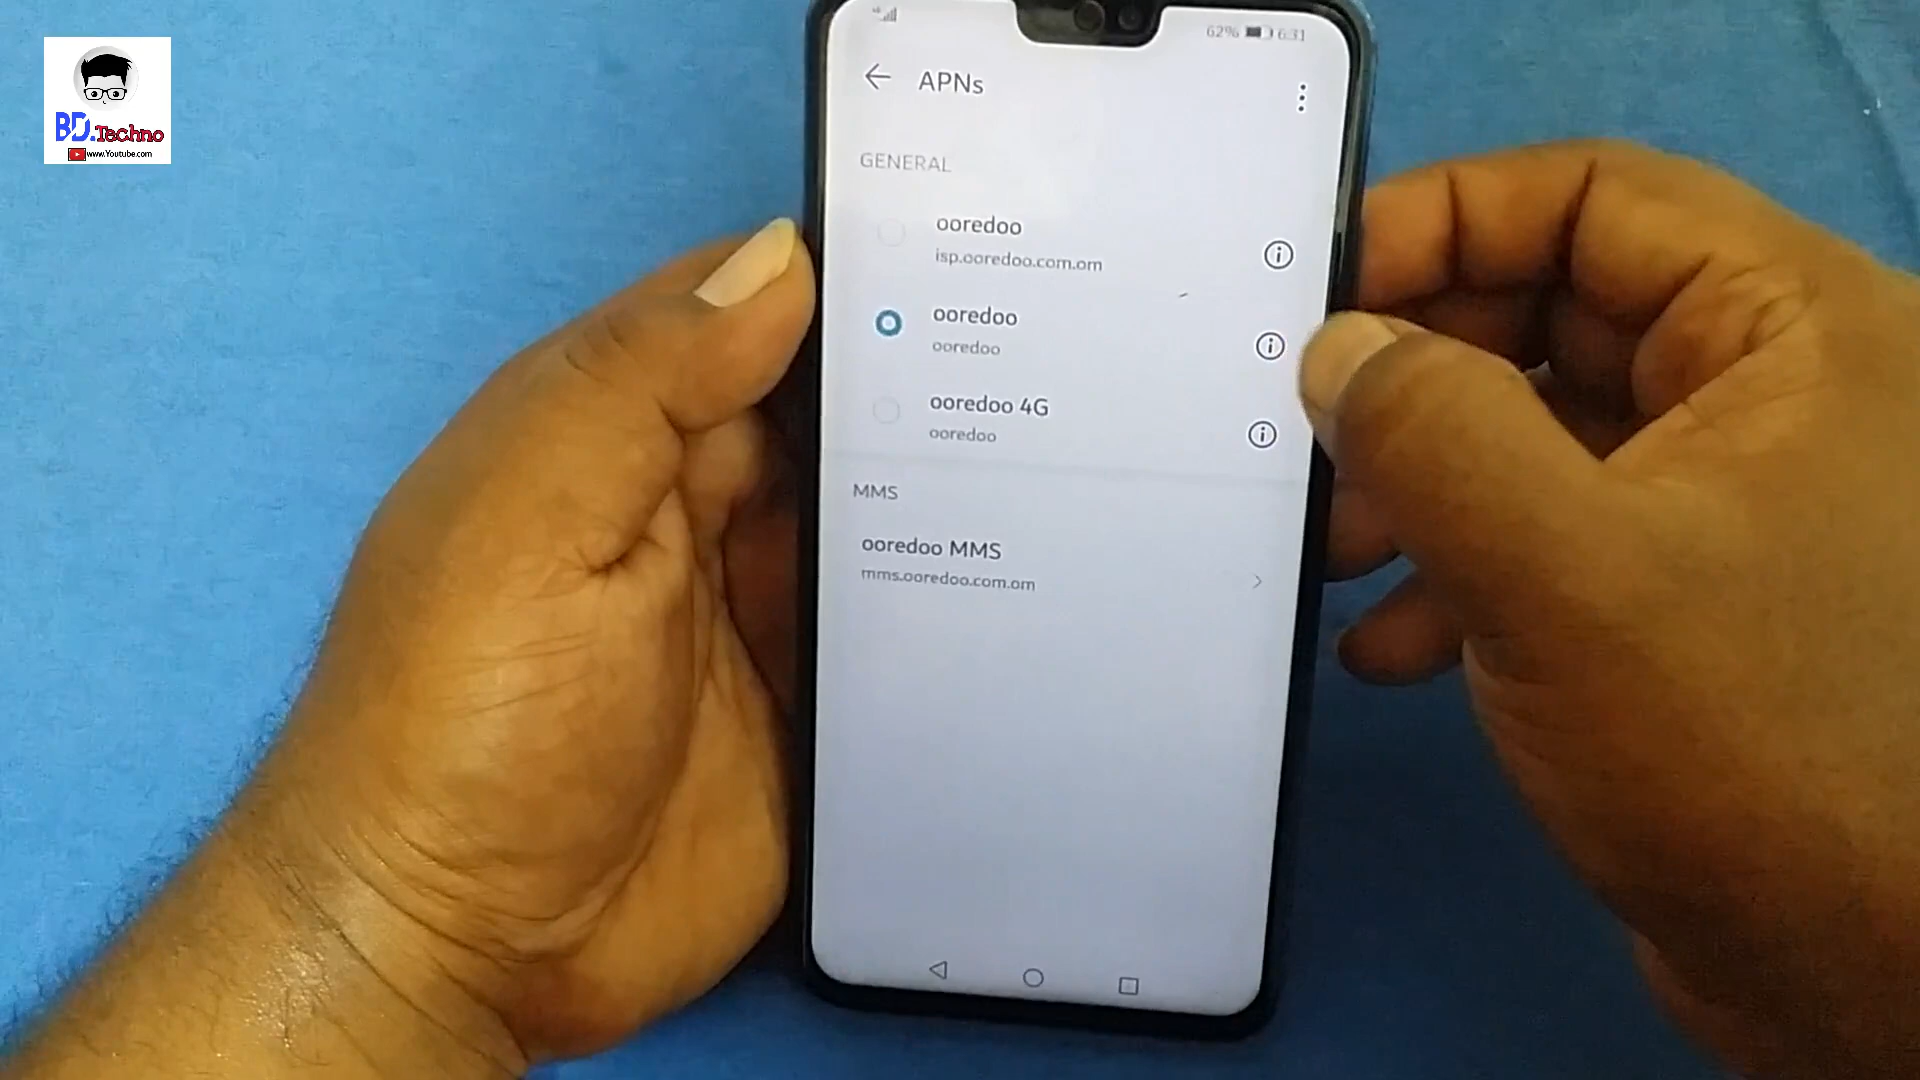 BD.Techno
www.Youtube.com
62% 6:31
APNs
GENERAL
ooredoo
isp.ooredoo.com.om
ooredoo
ooredoo
ooredoo 4G
ooredoo
MMS
ooredoo MMS
mms.ooredoo.com.om